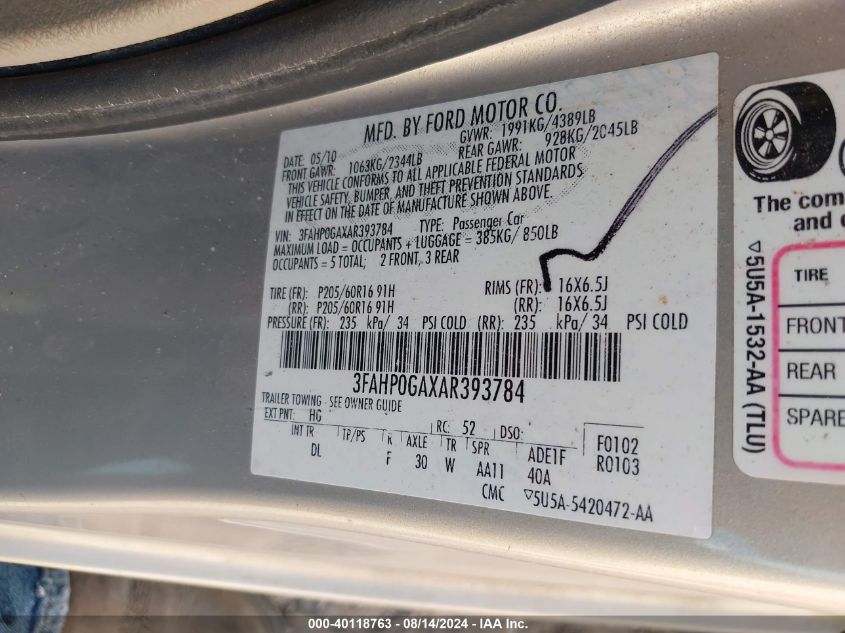 MFD. BY FORD MOTOR CO.
DATE: 05/10 GVWR: 1991KG/4389LB
FRONT GAWR: 1063KG/2344LB REAR GAWR: 928KG/2045LB
THIS VEHICLE CONFORMS TO ALL APPLICABLE FEDERAL MOTOR
VEHICLE SAFETY, BUMPER, AND THEFT PREVENTION STANDARDS
IN EFFECT ON THE DATE OF MANUFACTURE SHOWN ABOVE.
VIN: 3FAHP0GAXAR393784 TYPE: Passenger Car
MAXIMUM LOAD = OCCUPANTS + LUGGAGE = 385KG/ 850LB
OCCUPANTS = 5 TOTAL; 2 FRONT, 3 REAR
TIRE (FR): P205/60R16 91H RIMS (FR): 16X6.5J
(RR): P205/60R16 91H (RR): 16X6.5J
PRESSURE (FR): 235 kPa/ 34 PSI COLD (RR): 235 kPa/ 34 PSI COLD
3FAHP0GAXAR393784
TRAILER TOWING - SEE OWNER GUIDE
EXT PNT: HG RC: 52 DSO: F0102
INT TR TP/PS R AXLE TR SPR ADE1F R0103
DL F 30 W AA11 40A
CMC ▽5U5A-5420472-AA
The com
and c
▽5U5A-1532-AA (TLU)
TIRE
FRONT
REAR
SPARE
000-40118763 - 08/14/2024 - IAA Inc.